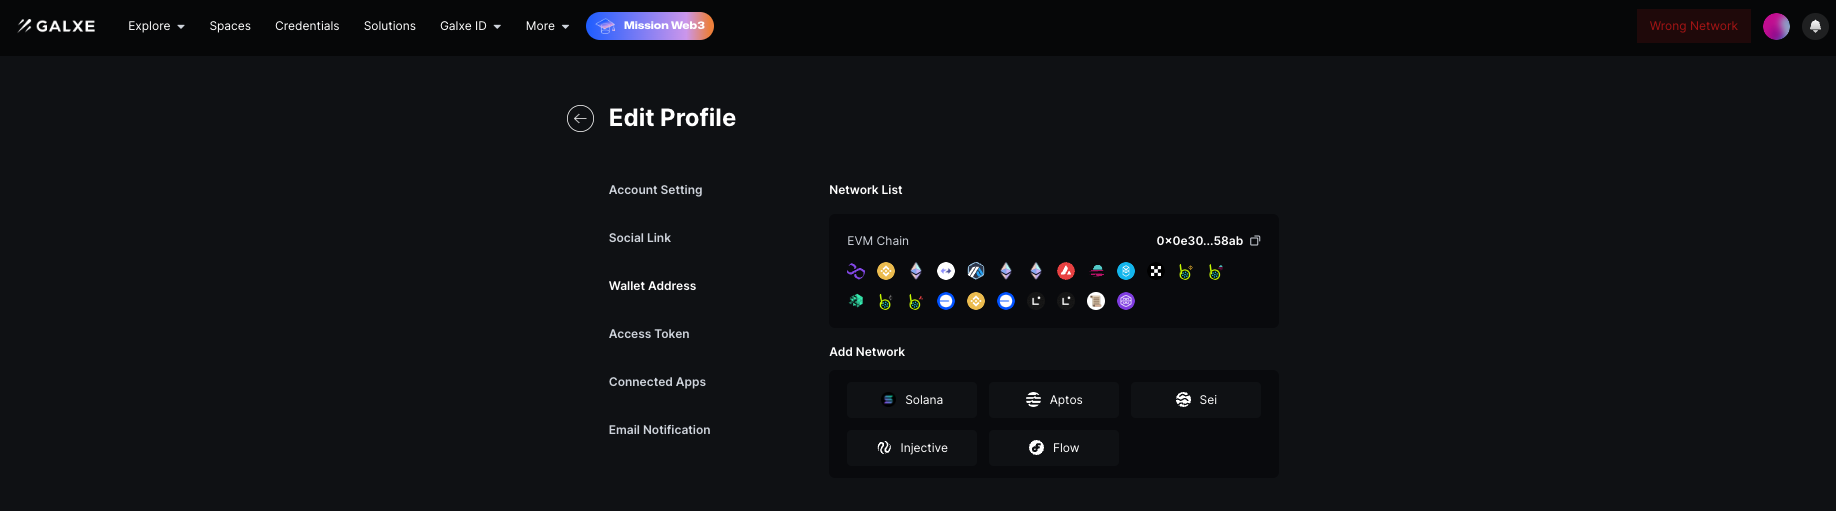 GALXE Explore Spaces Credentials Solutions Galxe ID More Mission Web3 Wrong Network
Edit Profile
Account Setting
Social Link
Wallet Address
Access Token
Connected Apps
Email Notification
Network List
EVM Chain 0x0e30...58ab
Add Network
Solana Aptos Sei
Injective Flow